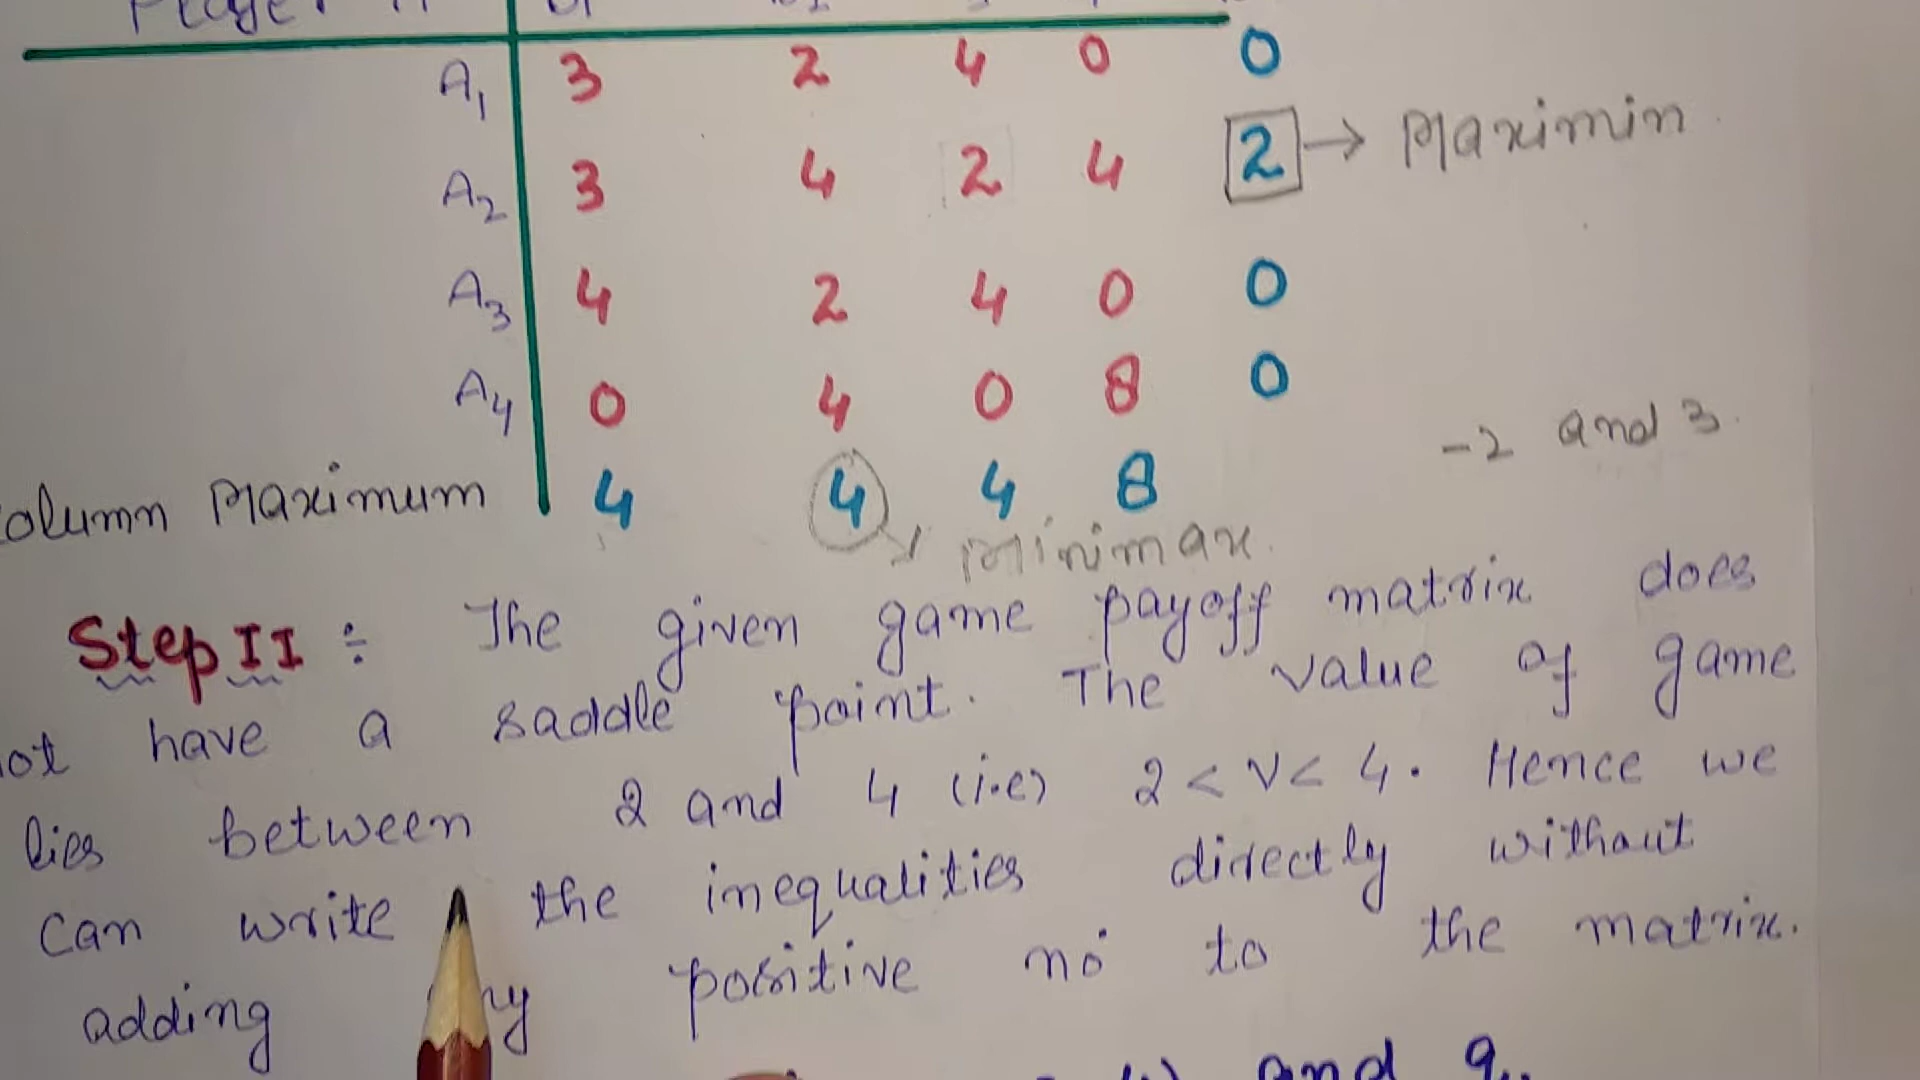 Player A
A1 3 2 4 0 0
A2 3 4 2 4 2 → Maximin
A3 4 2 4 0 0
A4 0 4 0 8 0
-2 and 3.
olumn Maximum 4 4 4 8
Minimax.
Step II ÷ The given game payoff matrix does
ot have a saddle point. The value of game
lies between 2 and 4 (i.e) 2 < V < 4. Hence we
can write the inequalities directly without
adding ny positive no to the matrix.
and